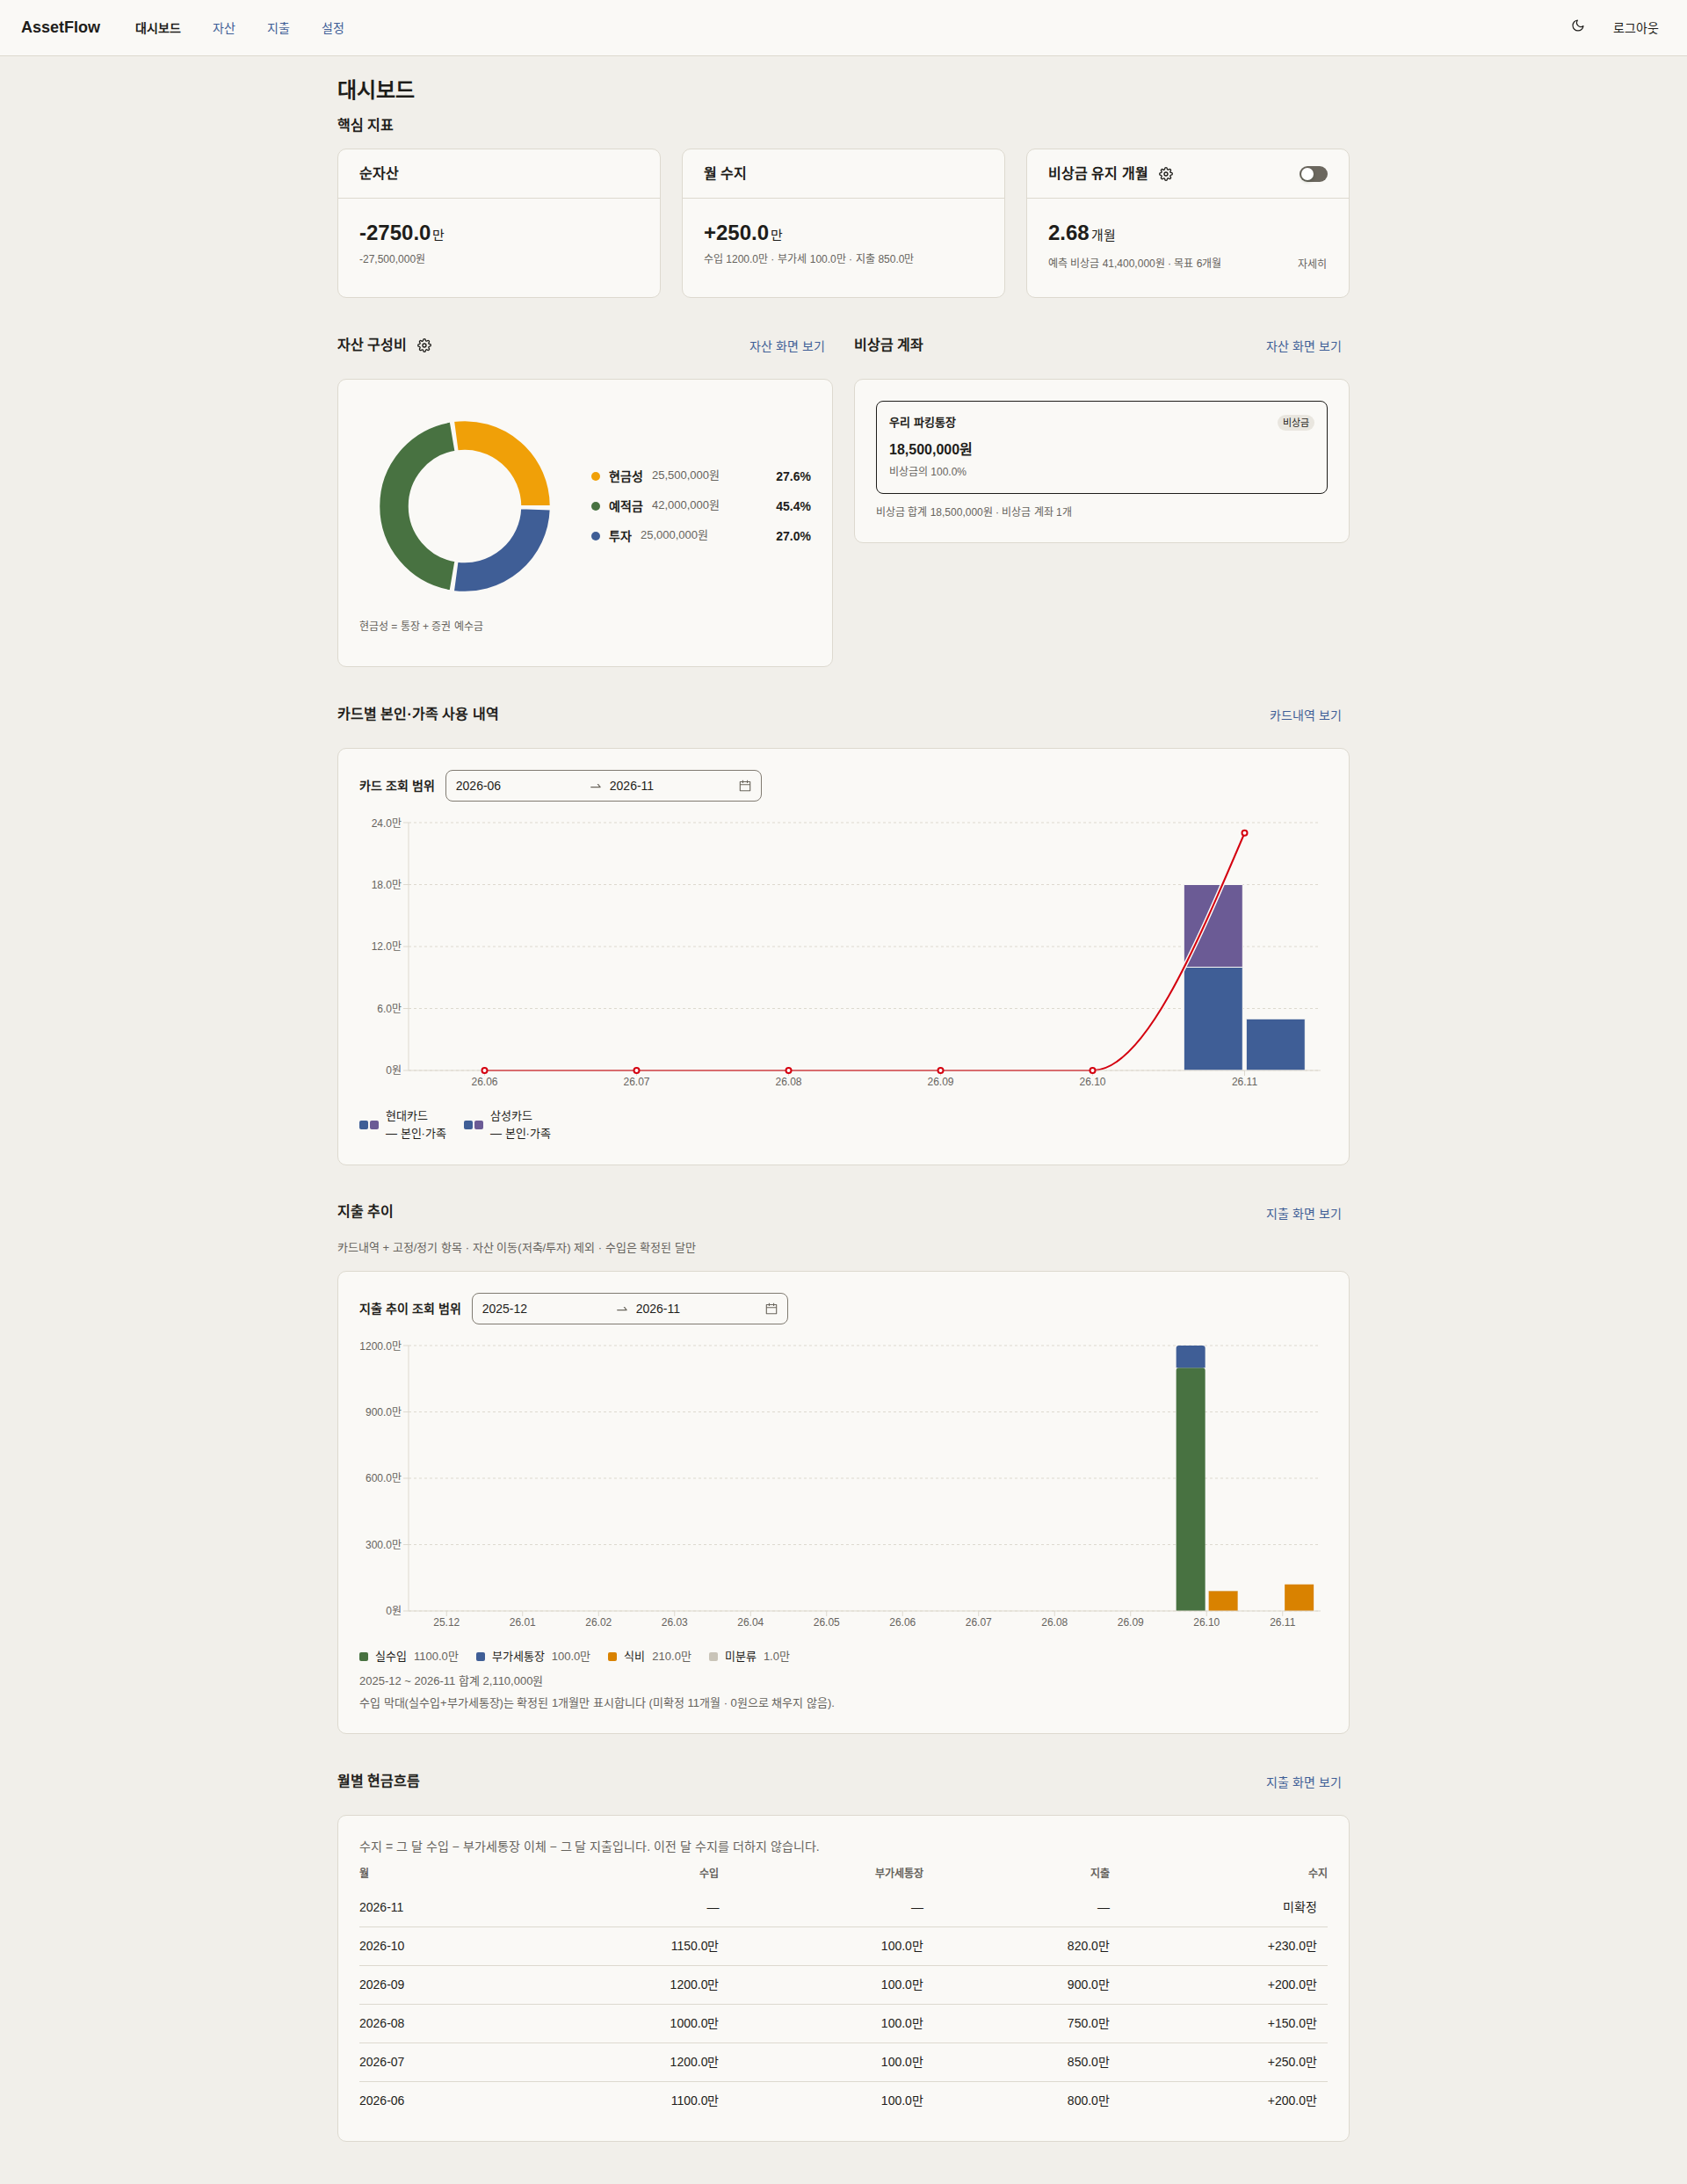 AssetFlow 대시보드 자산 지출 설정 로그아웃
대시보드
핵심 지표
순자산
-2750.0만
-27,500,000원
월 수지
+250.0만
수입 1200.0만 · 부가세 100.0만 · 지출 850.0만
비상금 유지 개월
2.68개월
예측 비상금 41,400,000원 · 목표 6개월 자세히
자산 구성비 자산 화면 보기
현금성 25,500,000원 27.6%
예적금 42,000,000원 45.4%
투자 25,000,000원 27.0%
현금성 = 통장 + 증권 예수금
비상금 계좌 자산 화면 보기
우리 파킹통장 비상금
18,500,000원
비상금의 100.0%
비상금 합계 18,500,000원 · 비상금 계좌 1개
카드별 본인·가족 사용 내역 카드내역 보기
카드 조회 범위 2026-06 2026-11
24.0만
18.0만
12.0만
6.0만
0원
26.06 26.07 26.08 26.09 26.10 26.11
현대카드
— 본인·가족
삼성카드
— 본인·가족
지출 추이 지출 화면 보기
카드내역 + 고정/정기 항목 · 자산 이동(저축/투자) 제외 · 수입은 확정된 달만
지출 추이 조회 범위 2025-12 2026-11
1200.0만
900.0만
600.0만
300.0만
0원
25.12 26.01 26.02 26.03 26.04 26.05 26.06 26.07 26.08 26.09 26.10 26.11
실수입 1100.0만 부가세통장 100.0만 식비 210.0만 미분류 1.0만
2025-12 ~ 2026-11 합계 2,110,000원
수입 막대(실수입+부가세통장)는 확정된 1개월만 표시합니다 (미확정 11개월 · 0원으로 채우지 않음).
월별 현금흐름 지출 화면 보기
수지 = 그 달 수입 − 부가세통장 이체 − 그 달 지출입니다. 이전 달 수지를 더하지 않습니다.
월 수입 부가세통장 지출 수지
2026-11 — — — 미확정
2026-10 1150.0만 100.0만 820.0만 +230.0만
2026-09 1200.0만 100.0만 900.0만 +200.0만
2026-08 1000.0만 100.0만 750.0만 +150.0만
2026-07 1200.0만 100.0만 850.0만 +250.0만
2026-06 1100.0만 100.0만 800.0만 +200.0만